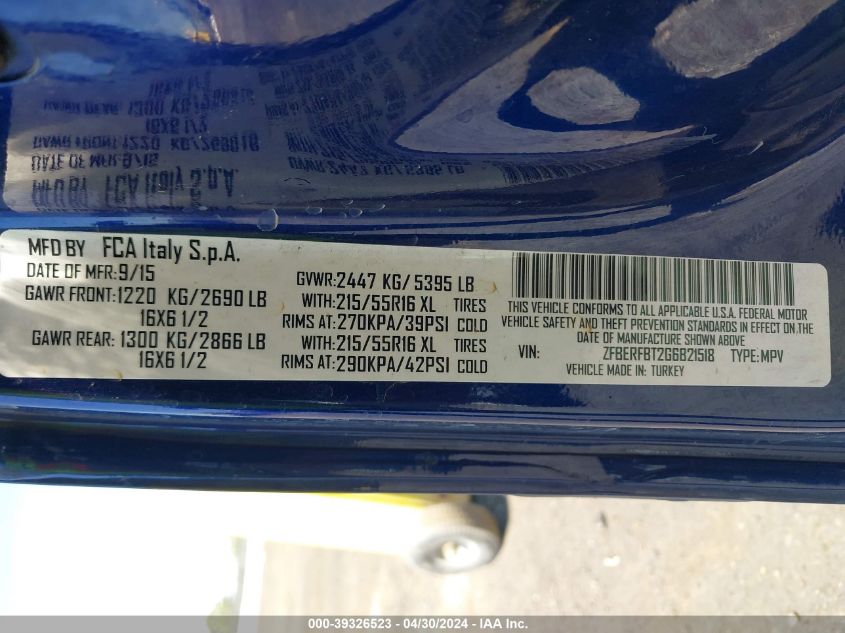 MFD BY FCA Italy S.p.A.
DATE OF MFR:9/15
GAWR FRONT:1220 KG/2690 LB
16X6 1/2
GAWR REAR: 1300 KG/2866 LB
16X6 1/2
GVWR:2447 KG/5395 LB
WITH:215/55R16 XL TIRES
RIMS AT:270KPA/39PSI COLD
WITH:215/55R16 XL TIRES
RIMS AT:290KPA/42PSI COLD
THIS VEHICLE CONFORMS TO ALL APPLICABLE U.S.A. FEDERAL MOTOR
VEHICLE SAFETY AND THEFT PREVENTION STANDARDS IN EFFECT ON THE
DATE OF MANUFACTURE SHOWN ABOVE
VIN: ZFBERFBT2G6B21518 TYPE:MPV
VEHICLE MADE IN: TURKEY
000-39326523 - 04/30/2024 - IAA Inc.